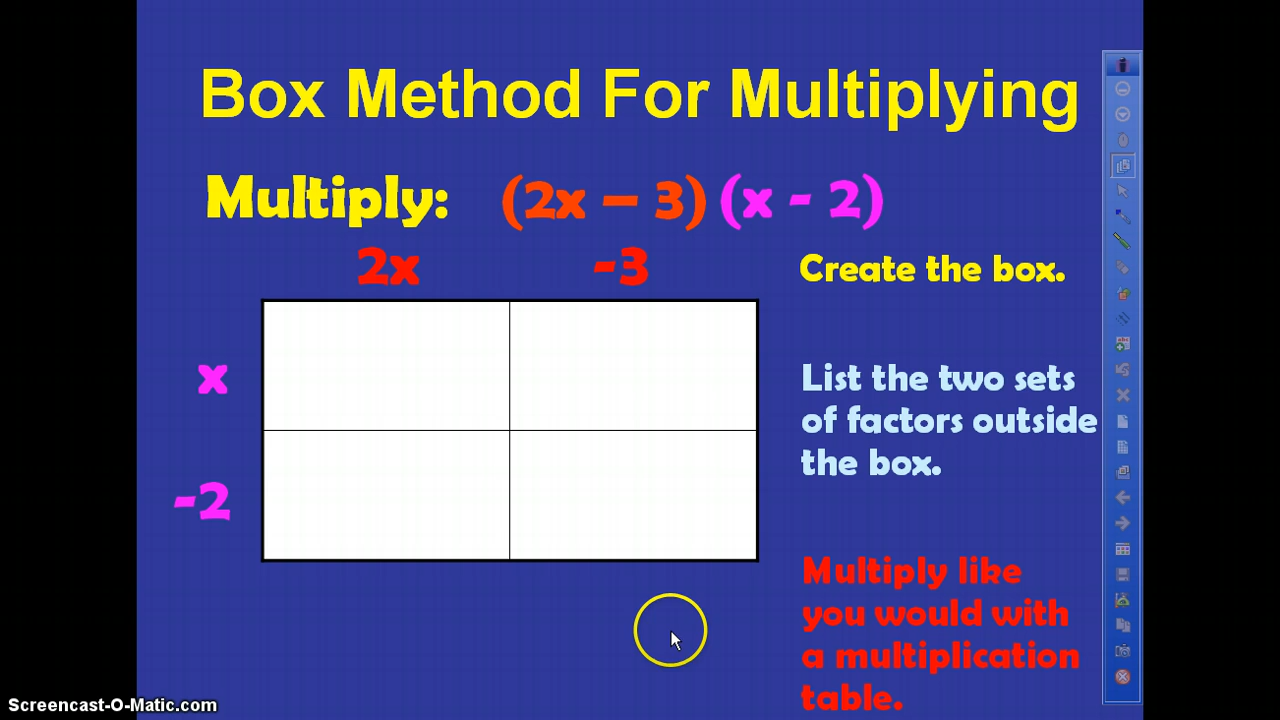 Box Method For Multiplying
Multiply: (2x – 3) (x - 2)
2x -3
Create the box.
x
List the two sets
of factors outside
the box.
-2
Multiply like
you would with
a multiplication
table.
Screencast-O-Matic.com